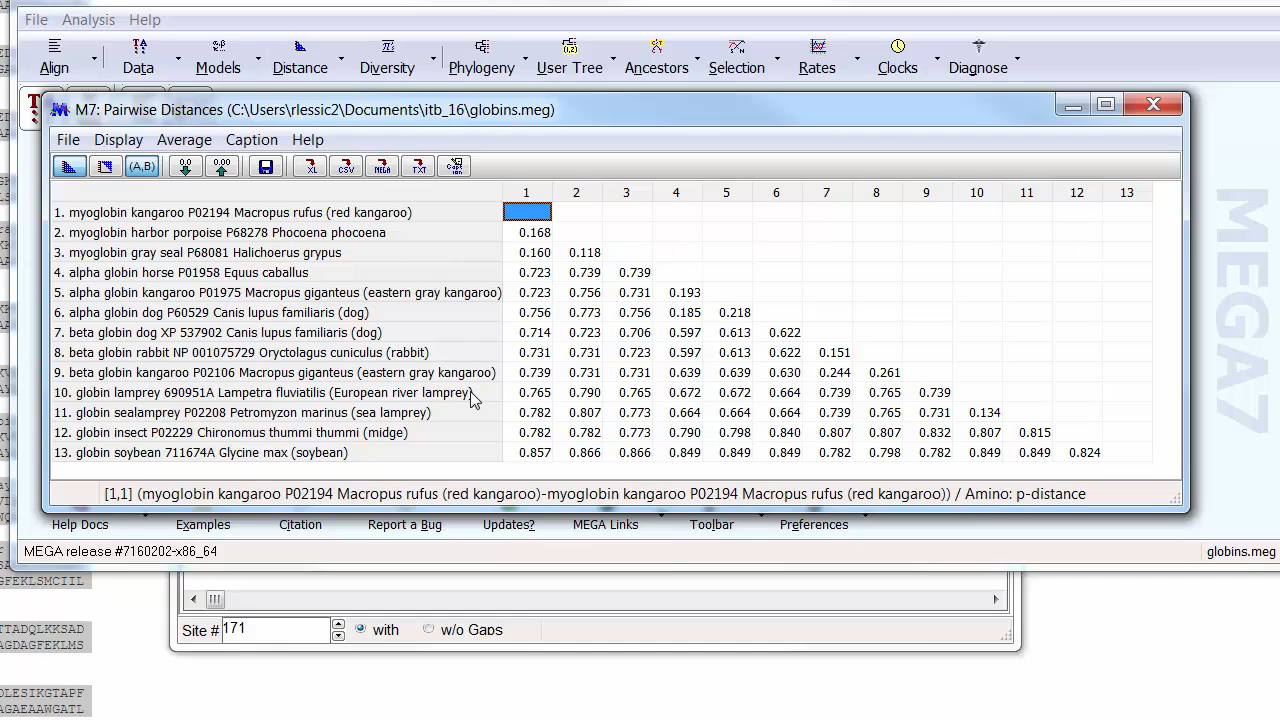 File Analysis Help
Align Data Models Distance Diversity Phylogeny User Tree Ancestors Selection Rates Clocks Diagnose
M7: Pairwise Distances (C:\Users\rlessic2\Documents\itb_16\globins.meg)
File Display Average Caption Help
(A,B) 0.0 0.00 XL CSV MEGA TXT
1 2 3 4 5 6 7 8 9 10 11 12 13
1. myoglobin kangaroo P02194 Macropus rufus (red kangaroo)
2. myoglobin harbor porpoise P68278 Phocoena phocoena 0.168
3. myoglobin gray seal P68081 Halichoerus grypus 0.160 0.118
4. alpha globin horse P01958 Equus caballus 0.723 0.739 0.739
5. alpha globin kangaroo P01975 Macropus giganteus (eastern gray kangaroo) 0.723 0.756 0.731 0.193
6. alpha globin dog P60529 Canis lupus familiaris (dog) 0.756 0.773 0.756 0.185 0.218
7. beta globin dog XP 537902 Canis lupus familiaris (dog) 0.714 0.723 0.706 0.597 0.613 0.622
8. beta globin rabbit NP 001075729 Oryctolagus cuniculus (rabbit) 0.731 0.731 0.723 0.597 0.613 0.622 0.151
9. beta globin kangaroo P02106 Macropus giganteus (eastern gray kangaroo) 0.739 0.731 0.731 0.639 0.639 0.630 0.244 0.261
10. globin lamprey 690951A Lampetra fluviatilis (European river lamprey) 0.765 0.790 0.765 0.672 0.672 0.664 0.739 0.765 0.739
11. globin sealamprey P02208 Petromyzon marinus (sea lamprey) 0.782 0.807 0.773 0.664 0.664 0.664 0.739 0.765 0.731 0.134
12. globin insect P02229 Chironomus thummi thummi (midge) 0.782 0.782 0.773 0.790 0.798 0.840 0.807 0.807 0.832 0.807 0.815
13. globin soybean 711674A Glycine max (soybean) 0.857 0.866 0.866 0.849 0.849 0.849 0.782 0.798 0.782 0.849 0.849 0.824
[1,1] (myoglobin kangaroo P02194 Macropus rufus (red kangaroo)-myoglobin kangaroo P02194 Macropus rufus (red kangaroo)) / Amino: p-distance
Help Docs Examples Citation Report a Bug Updates? MEGA Links Toolbar Preferences
MEGA release #7160202-x86_64 globins.meg
MEGA7
GFEKLSMCIIL
Site # 171 with w/o Gaps
TTADQLKKSAD
AGDAGFEKLMS
DLESIKGTAPF
AGAEAAWGATL